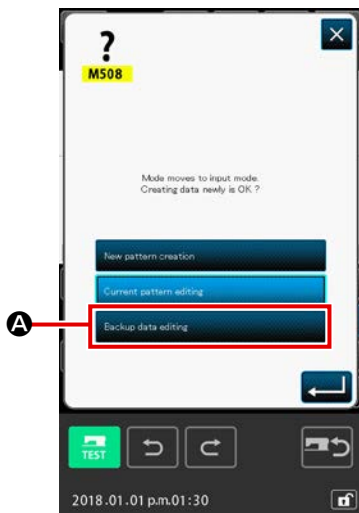 ?
M508
Mode moves to input mode.
Creating data newly is OK ?
New pattern creation
Current pattern editing
A
Backup data editing
TEST
2018.01.01 p.m.01:30